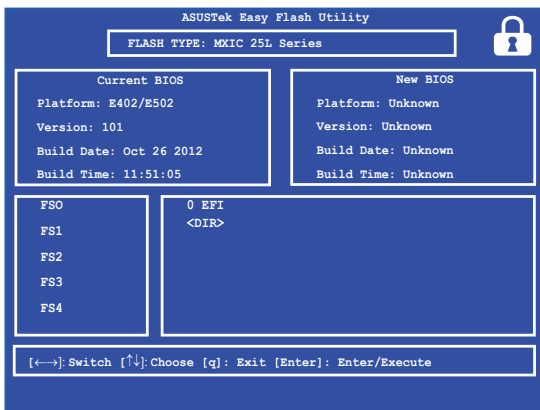 ASUSTek Easy Flash Utility
FLASH TYPE: MXIC 25L Series
Current BIOS
Platform: E402/E502
Version: 101
Build Date: Oct 26 2012
Build Time: 11:51:05
New BIOS
Platform: Unknown
Version: Unknown
Build Date: Unknown
Build Time: Unknown
FSO
FS1
FS2
FS3
FS4
0 EFI
<DIR>
[←→]: Switch [↑↓]: Choose [q]: Exit [Enter]: Enter/Execute